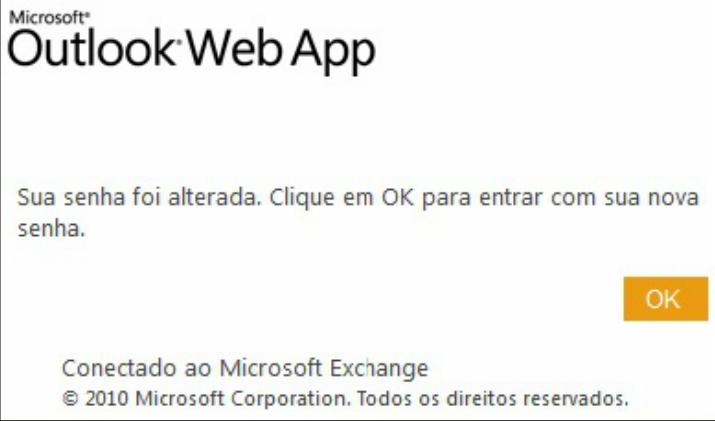 Microsoft®
Outlook® Web App
Sua senha foi alterada. Clique em OK para entrar com sua nova
senha.
OK
Conectado ao Microsoft Exchange
© 2010 Microsoft Corporation. Todos os direitos reservados.